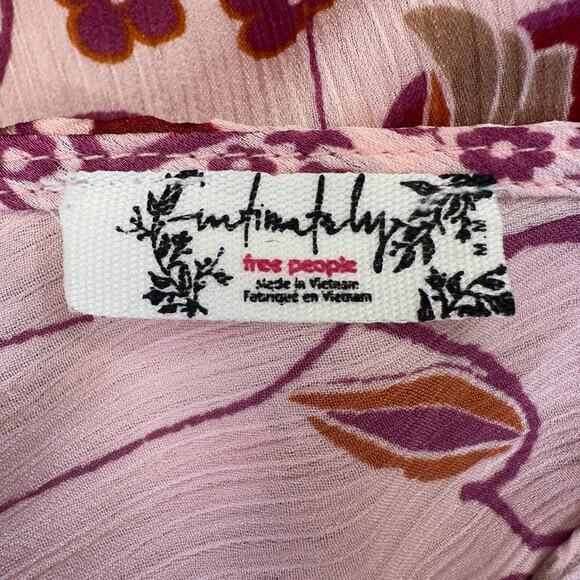 intimately
free people
Made in Vietnam
Fabriqué en Vietnam
M M